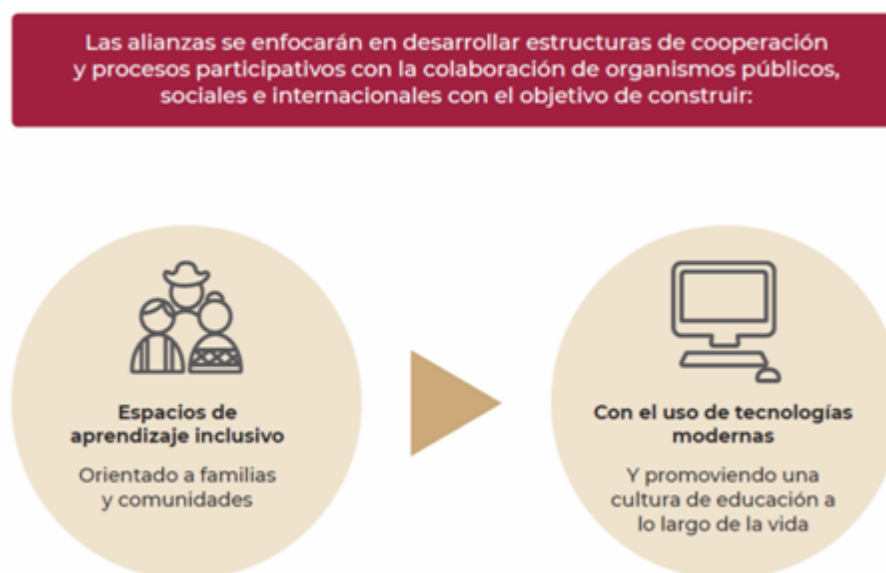 Las alianzas se enfocarán en desarrollar estructuras de cooperación
y procesos participativos con la colaboración de organismos públicos,
sociales e internacionales con el objetivo de construir:
Espacios de
aprendizaje inclusivo
Orientado a familias
y comunidades
Con el uso de tecnologías
modernas
Y promoviendo una
cultura de educación a
lo largo de la vida